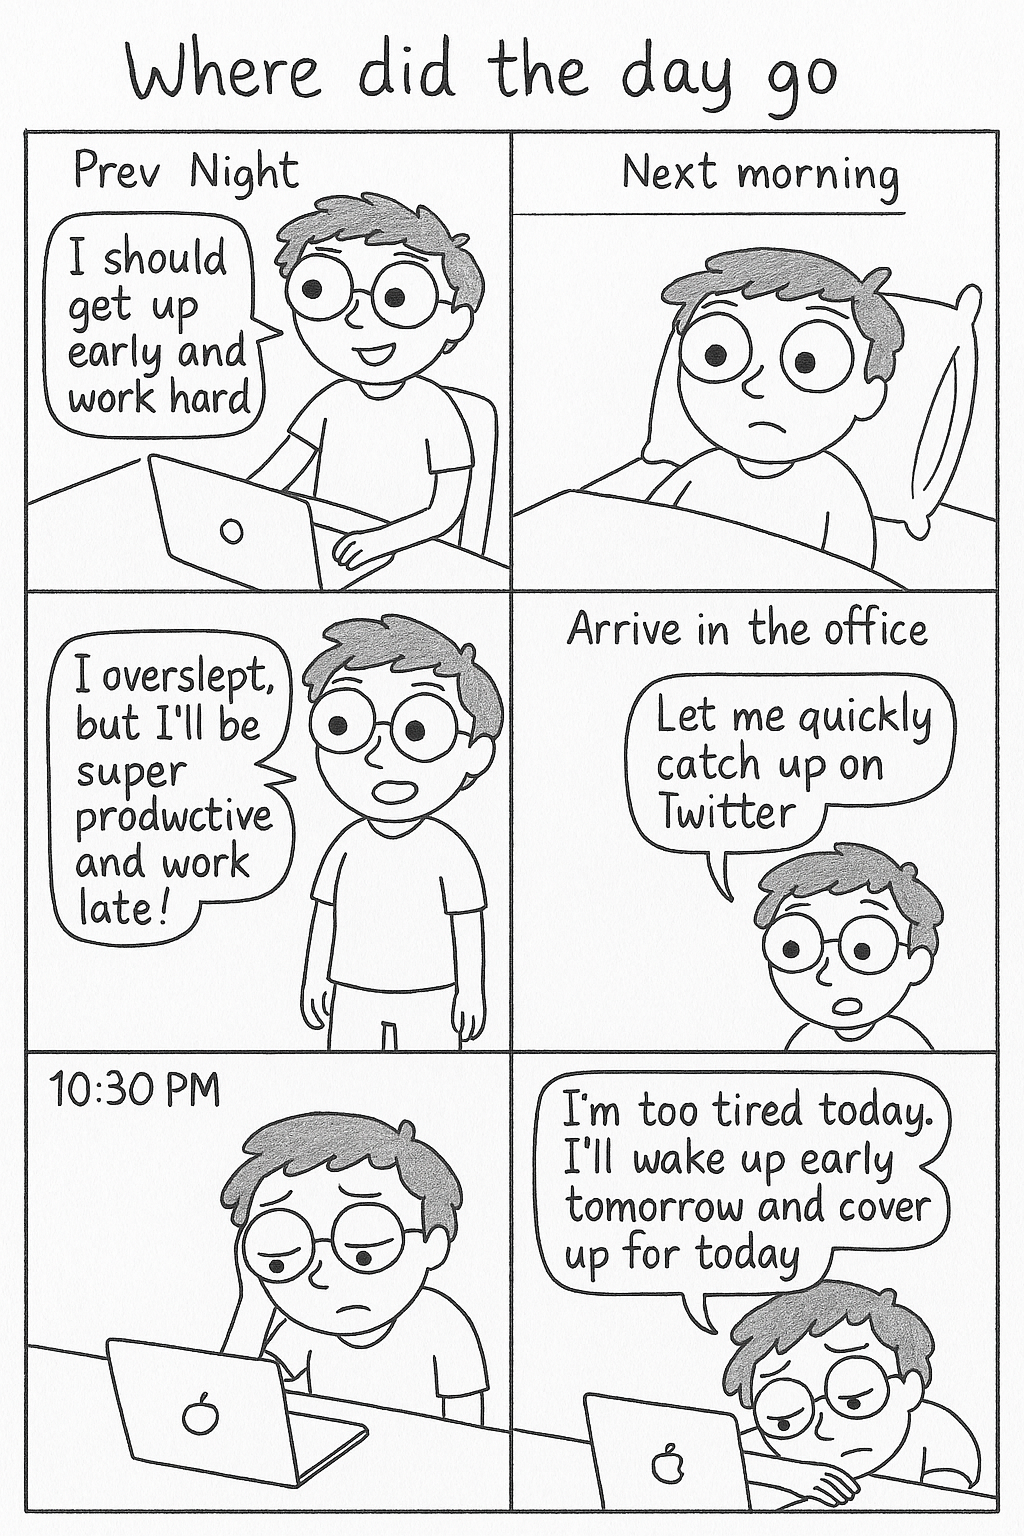 Where did the day go
Prev Night
I should
get up
early and
work hard
Next morning
I overslept,
but I'll be
super
prodwctive
and work
late!
Arrive in the office
Let me quickly
catch up on
Twitter
10:30 PM
I'm too tired today.
I'll wake up early
tomorrow and cover
up for today